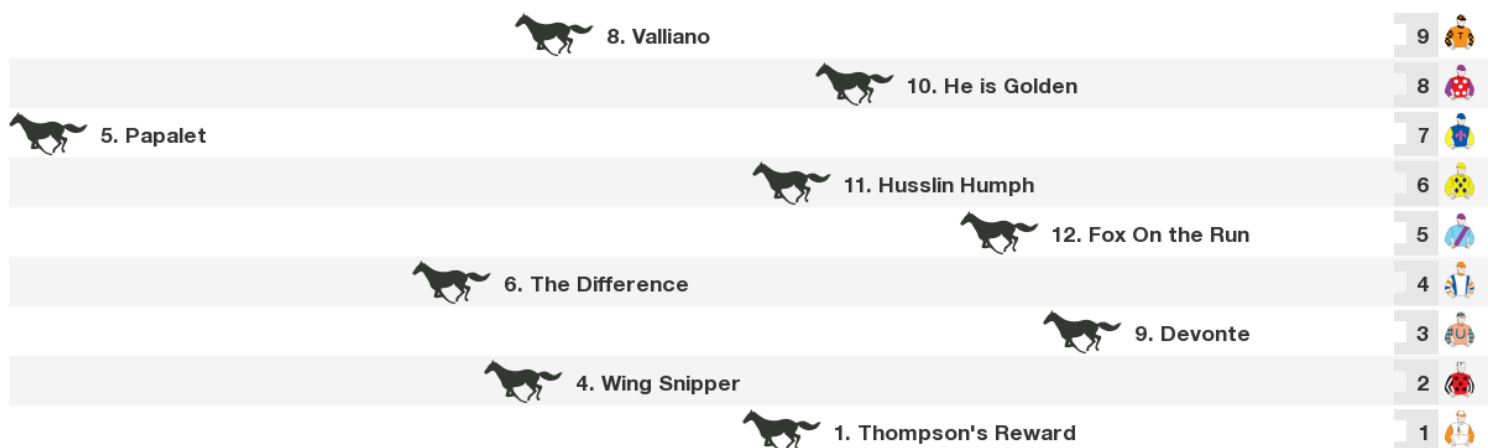 8. Valliano 9
10. He is Golden 8
5. Papalet 7
11. Husslin Humph 6
12. Fox On the Run 5
6. The Difference 4
9. Devonte 3
4. Wing Snipper 2
1. Thompson's Reward 1